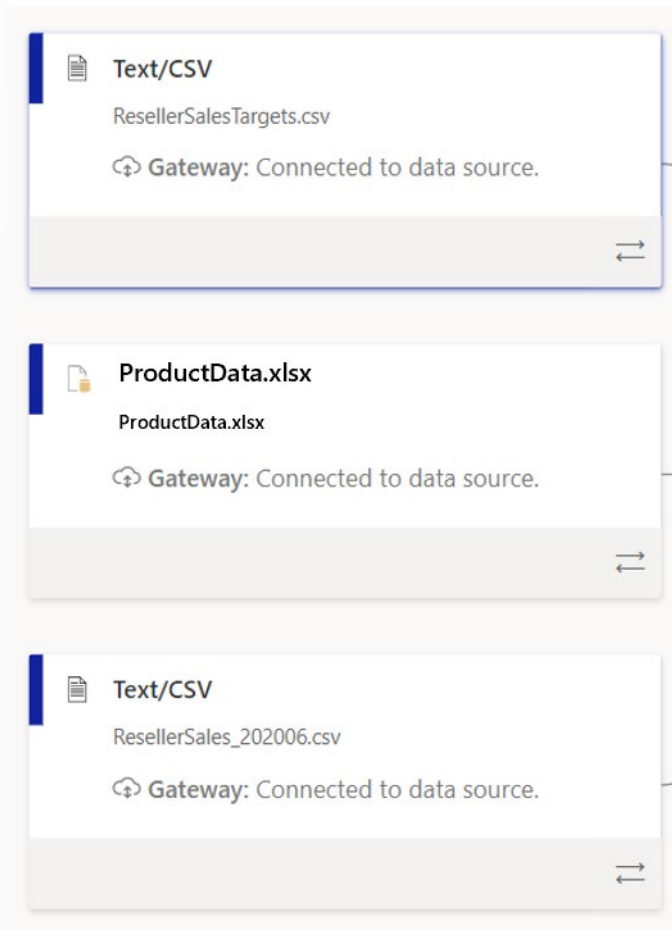 Text/CSV
ResellerSalesTargets.csv
Gateway: Connected to data source.
ProductData.xlsx
ProductData.xlsx
Gateway: Connected to data source.
Text/CSV
ResellerSales_202006.csv
Gateway: Connected to data source.